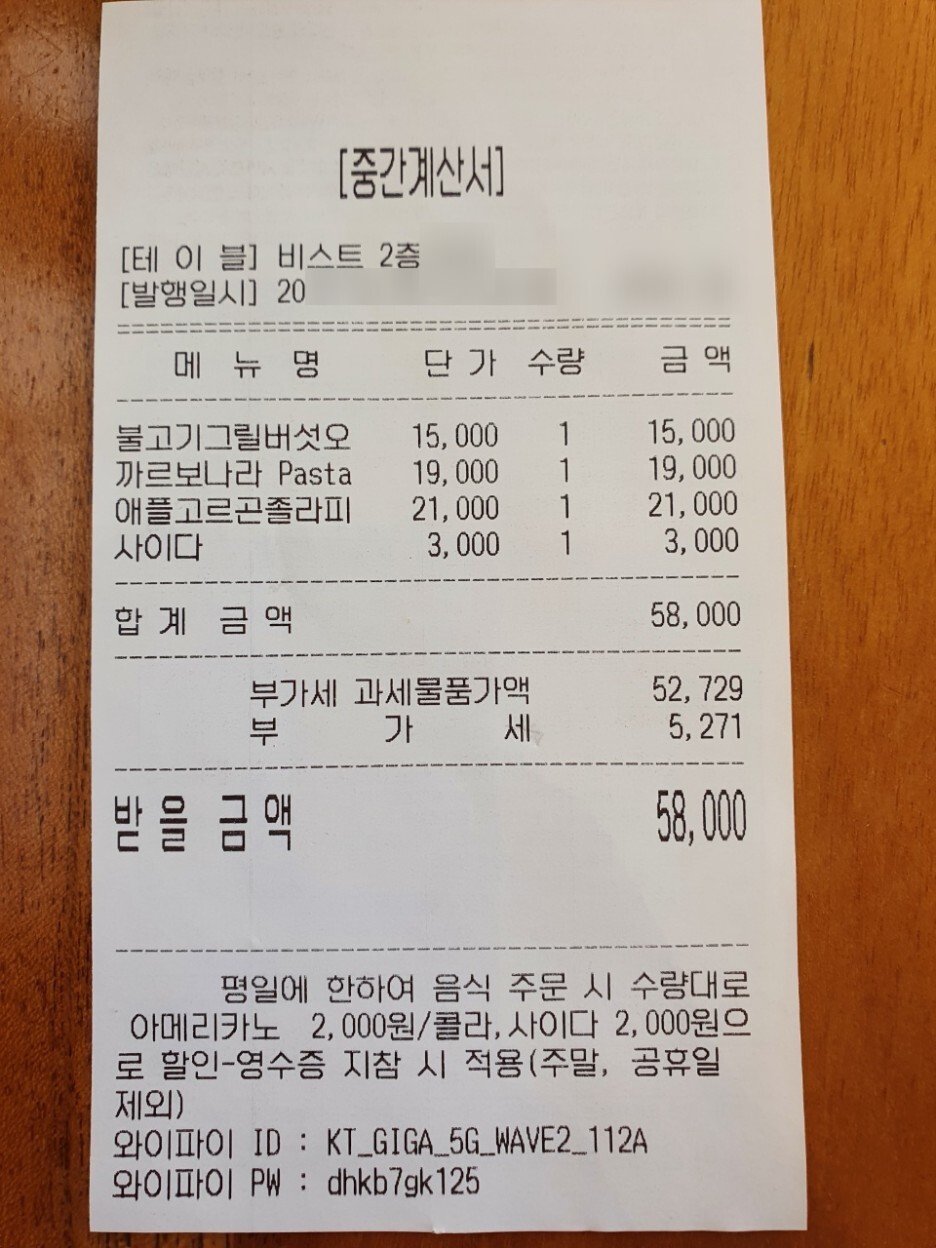 [중간계산서]
[테 이 블] 비스트 2층
[발행일시] 20
메 뉴 명 단 가 수량 금 액
불고기그릴버섯오 15,000 1 15,000
까르보나라 Pasta 19,000 1 19,000
애플고르곤졸라피 21,000 1 21,000
사이다 3,000 1 3,000
합 계 금 액 58,000
부가세 과세물품가액 52,729
부 가 세 5,271
받 을 금 액 58,000
평일에 한하여 음식 주문 시 수량대로
아메리카노 2,000원/콜라,사이다 2,000원으
로 할인-영수증 지참 시 적용(주말, 공휴일
제외)
와이파이 ID : KT_GIGA_5G_WAVE2_112A
와이파이 PW : dhkb7gk125